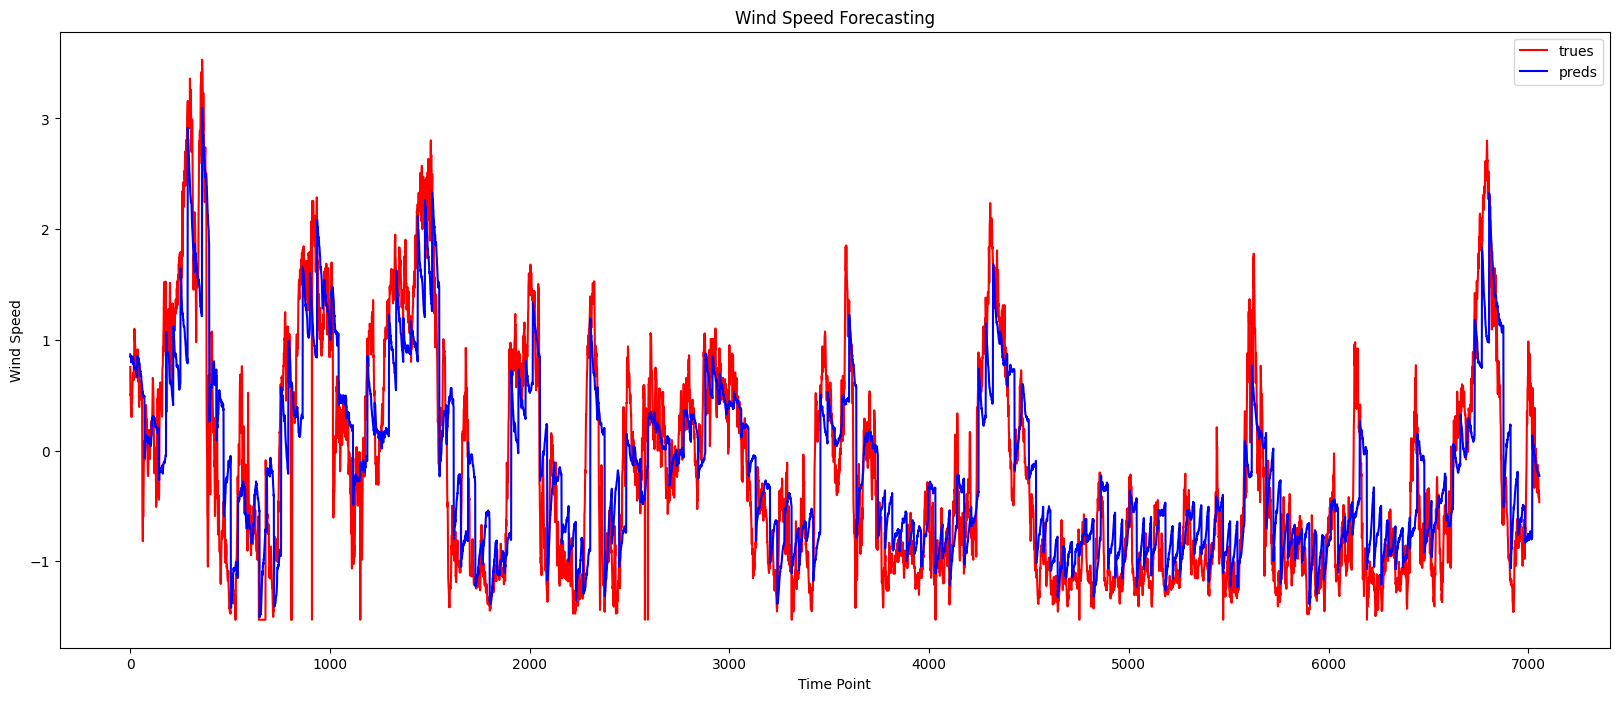 Wind Speed Forecasting
trues
preds
Wind Speed
3
2
1
0
−1
0 1000 2000 3000 4000 5000 6000 7000
Time Point